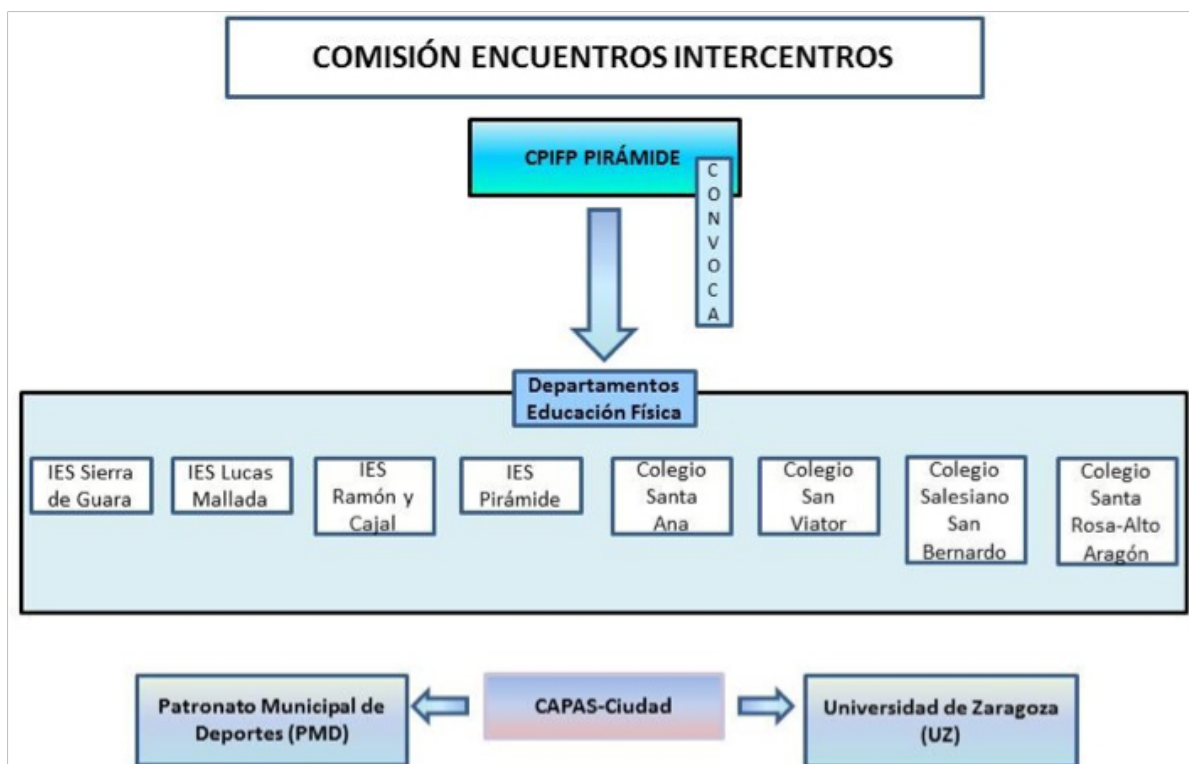 COMISIÓN ENCUENTROS INTERCENTROS
CPIFP PIRÁMIDE
C
O
N
V
O
C
A
Departamentos
Educación Física
IES Sierra
de Guara
IES Lucas
Mallada
IES
Ramón y
Cajal
IES
Pirámide
Colegio
Santa
Ana
Colegio
San
Viator
Colegio
Salesiano
San
Bernardo
Colegio
Santa
Rosa-Alto
Aragón
Patronato Municipal de
Deportes (PMD)
CAPAS-Ciudad
Universidad de Zaragoza
(UZ)